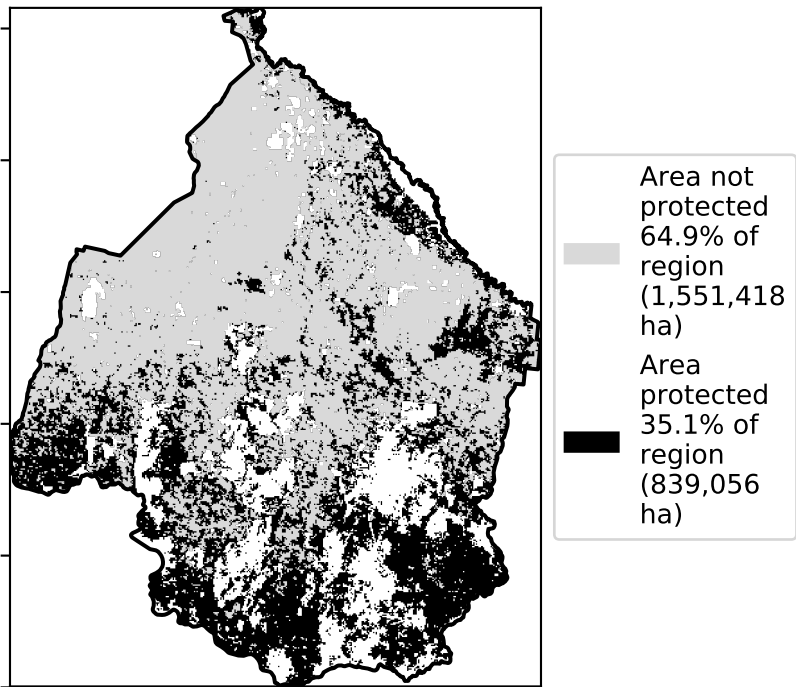 Area not
protected
64.9% of
region
(1,551,418
ha)
Area
protected
35.1% of
region
(839,056
ha)